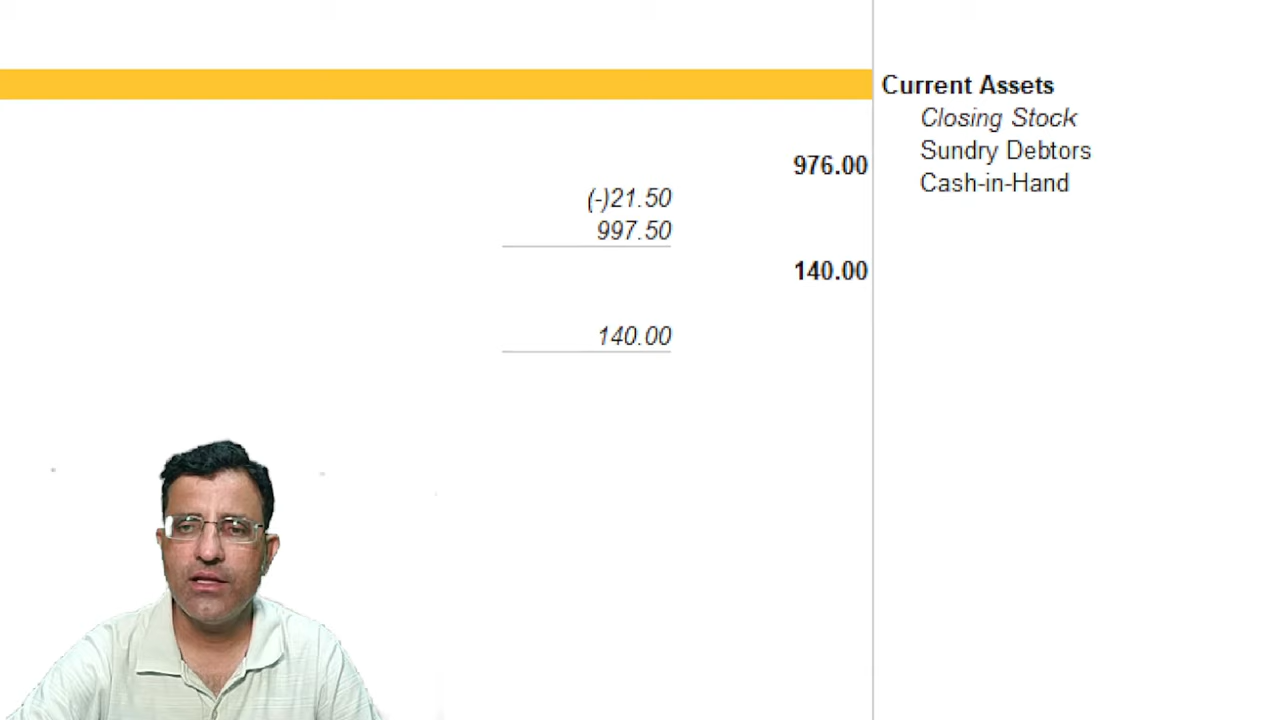 Current Assets
Closing Stock
Sundry Debtors
976.00
Cash-in-Hand
(-)21.50
997.50
140.00
140.00